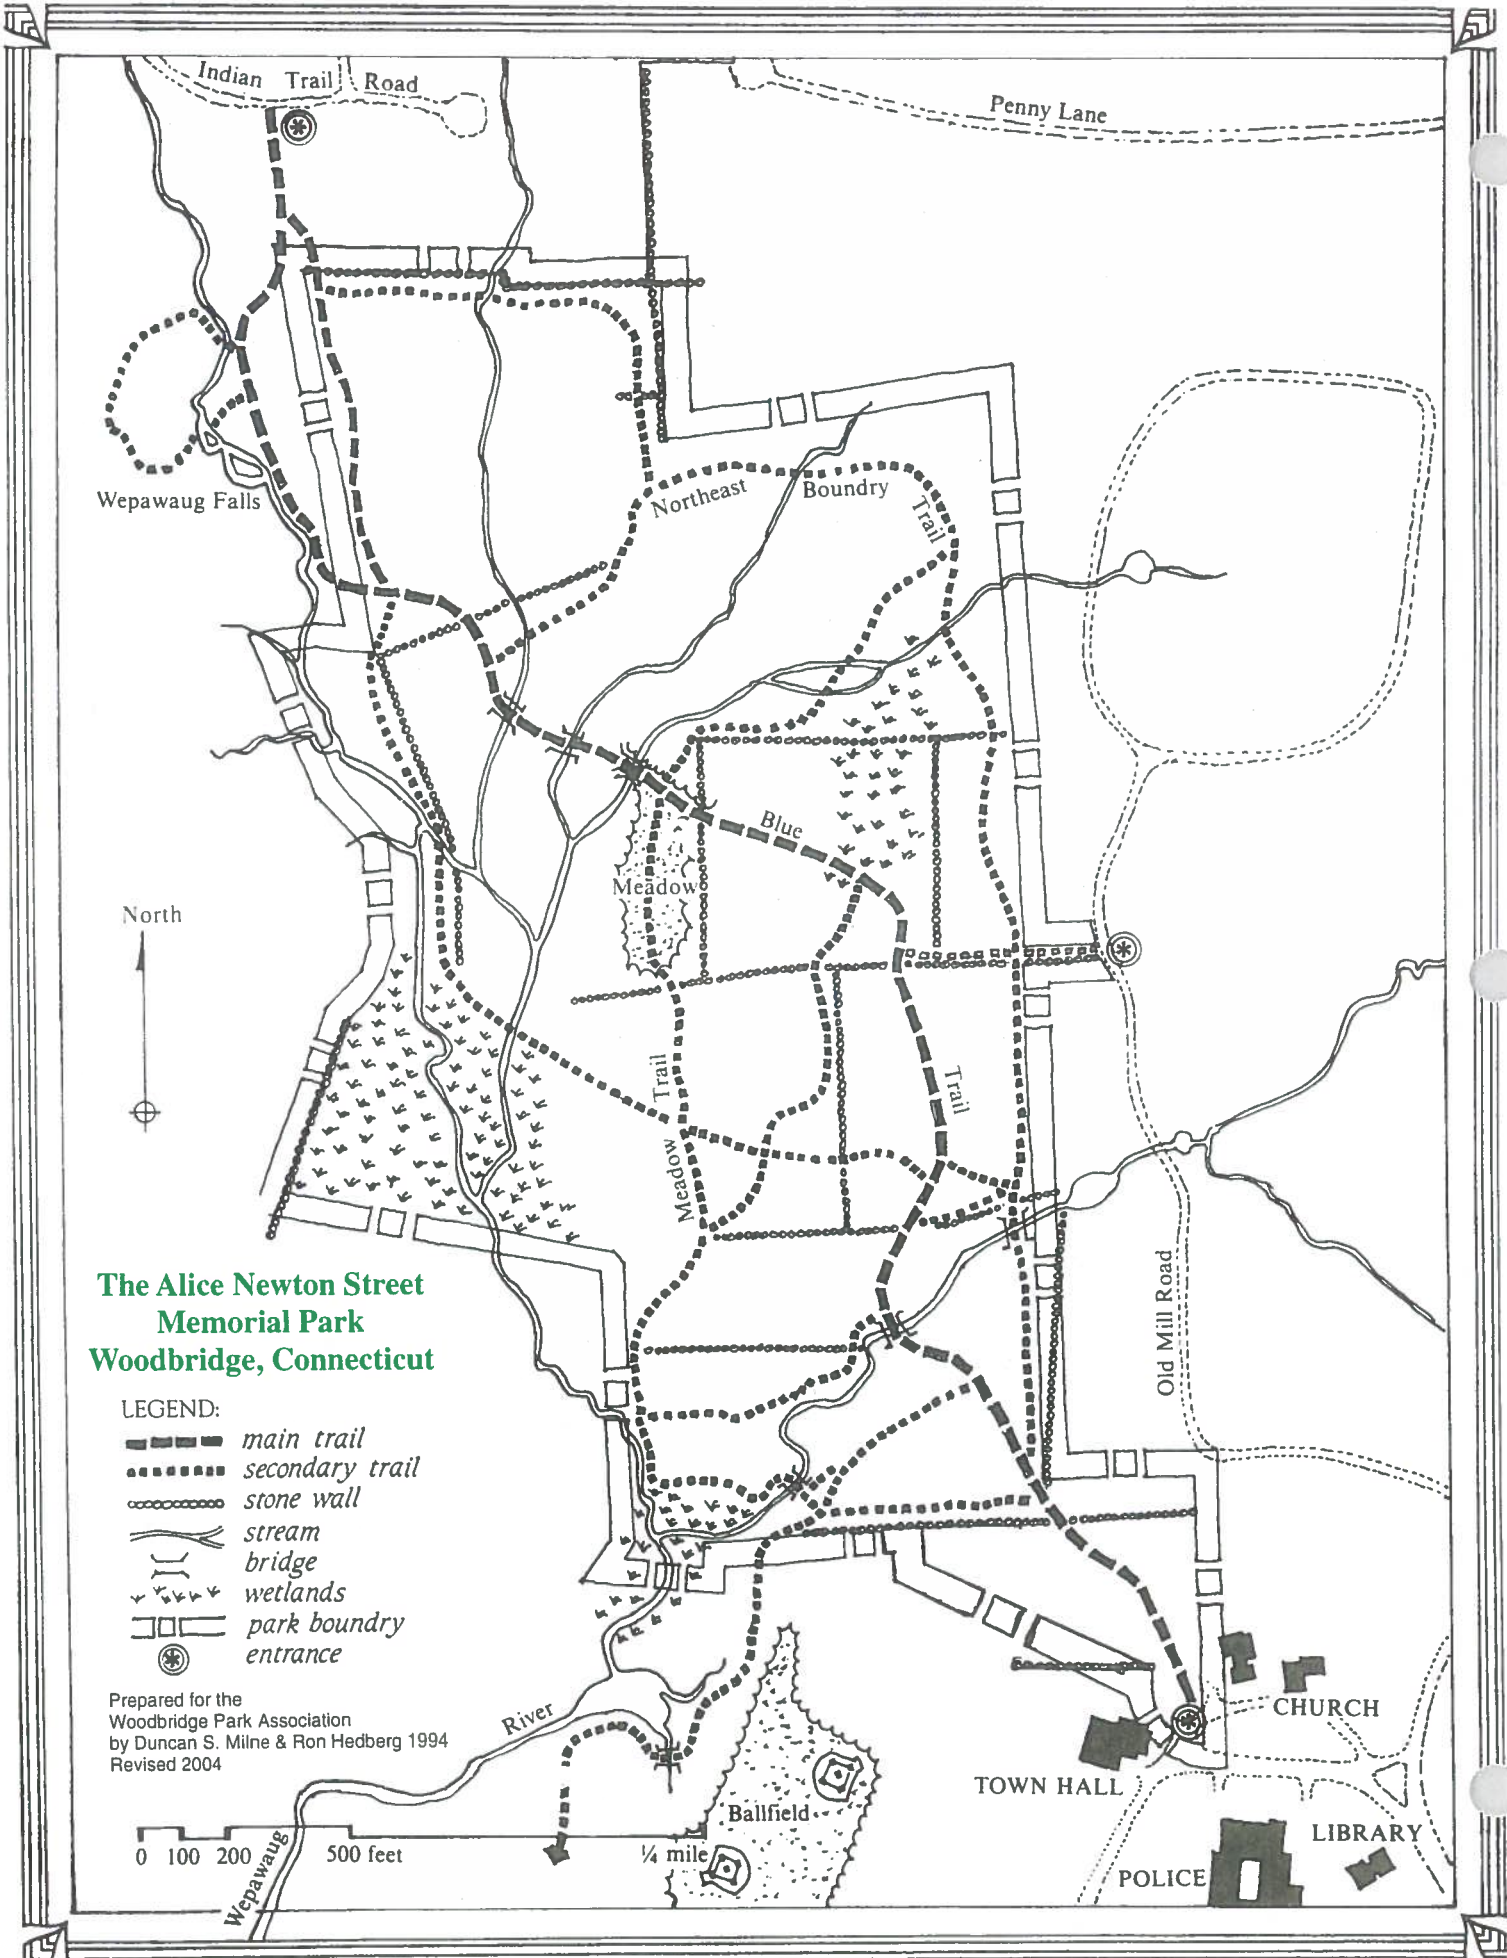 Indian Trail Road
Penny Lane
Wepawaug Falls
Northeast Boundry Trail
Blue Trail
Meadow
North
Meadow Trail
Old Mill Road
The Alice Newton Street
Memorial Park
Woodbridge, Connecticut
LEGEND:
main trail
secondary trail
stone wall
stream
bridge
wetlands
park boundry
entrance
Prepared for the
Woodbridge Park Association
by Duncan S. Milne & Ron Hedberg 1994
Revised 2004
Wepawaug River
0 100 200 500 feet ¼ mile
Ballfield
CHURCH
TOWN HALL
LIBRARY
POLICE